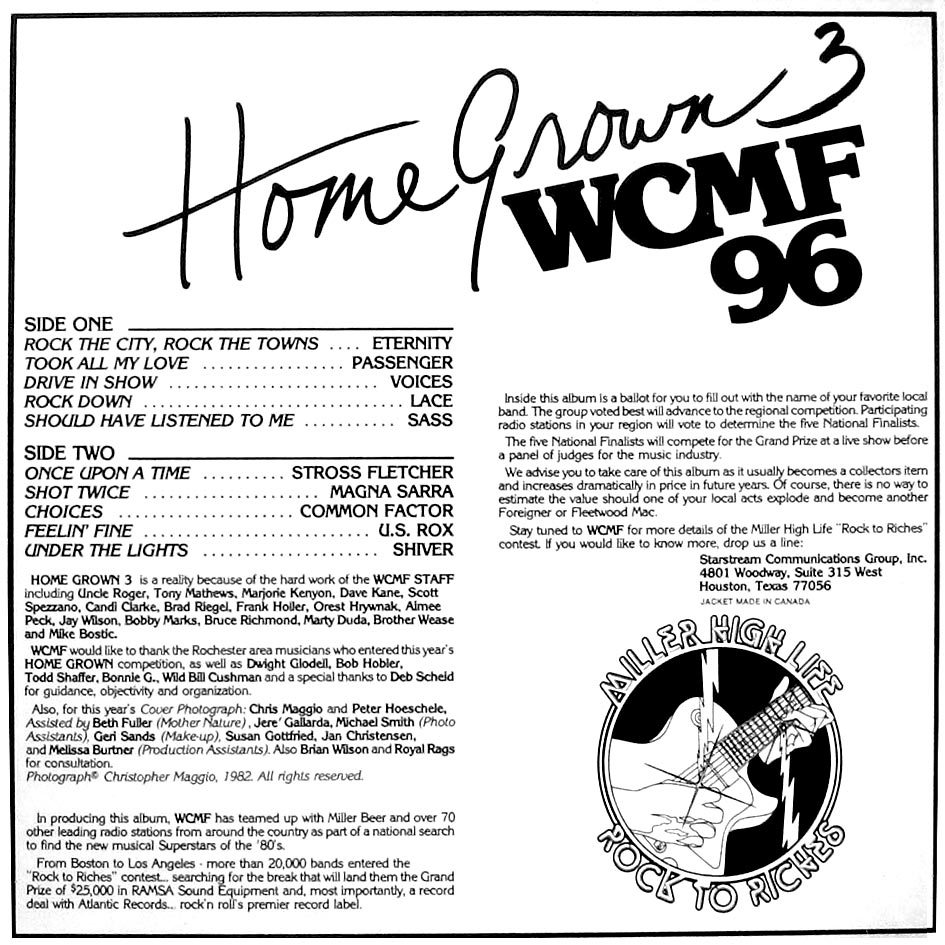 Home Grown 3
WCMF
96
SIDE ONE
ROCK THE CITY, ROCK THE TOWNS .... ETERNITY
TOOK ALL MY LOVE ................. PASSENGER
DRIVE IN SHOW ......................... VOICES
ROCK DOWN ............................... LACE
SHOULD HAVE LISTENED TO ME ........... SASS
SIDE TWO
ONCE UPON A TIME .......... STROSS FLETCHER
SHOT TWICE ..................... MAGNA SARRA
CHOICES ...................... COMMON FACTOR
FEELIN' FINE ........................... U.S. ROX
UNDER THE LIGHTS .................. SHIVER
HOME GROWN 3 is a reality because of the hard work of the WCMF STAFF
including Uncle Roger, Tony Mathews, Marjorie Kenyon, Dave Kane, Scott
Spezzano, Candi Clarke, Brad Riegel, Frank Holler, Orest Hrywnak, Aimee
Peck, Jay Wilson, Bobby Marks, Bruce Richmond, Marty Duda, Brother Wease
and Mike Bostic.
WCMF would like to thank the Rochester area musicians who entered this year's
HOME GROWN competition, as well as Dwight Glodell, Bob Hobler,
Todd Shaffer, Bonnie G., Wild Bill Cushman and a special thanks to Deb Scheid
for guidance, objectivity and organization.
Also, for this year's Cover Photograph: Chris Maggio and Peter Hoeschele,
Assisted by Beth Fuller (Mother Nature), Jere' Gallarda, Michael Smith (Photo
Assistants), Geri Sands (Make-up), Susan Gottfried, Jan Christensen,
and Melissa Burtner (Production Assistants). Also Brian Wilson and Royal Rags
for consultation.
Photograph© Christopher Maggio, 1982. All rights reserved.
In producing this album, WCMF has teamed up with Miller Beer and over 70
other leading radio stations from around the country as part of a national search
to find the new musical Superstars of the '80's.
From Boston to Los Angeles - more than 20,000 bands entered the
"Rock to Riches" contest... searching for the break that will land them the Grand
Prize of $25,000 in RAMSA Sound Equipment and, most importantly, a record
deal with Atlantic Records... rock'n roll's premier record label.
Inside this album is a ballot for you to fill out with the name of your favorite local
band. The group voted best will advance to the regional competition. Participating
radio stations in your region will vote to determine the five National Finalists.
The five National Finalists will compete for the Grand Prize at a live show before
a panel of judges for the music industry.
We advise you to take care of this album as it usually becomes a collectors item
and increases dramatically in price in future years. Of course, there is no way to
estimate the value should one of your local acts explode and become another
Foreigner or Fleetwood Mac.
Stay tuned to WCMF for more details of the Miller High Life "Rock to Riches"
contest. If you would like to know more, drop us a line:
Starstream Communications Group, Inc.
4801 Woodway, Suite 315 West
Houston, Texas 77056
JACKET MADE IN CANADA
MILLER HIGH LIFE
ROCK TO RICHES